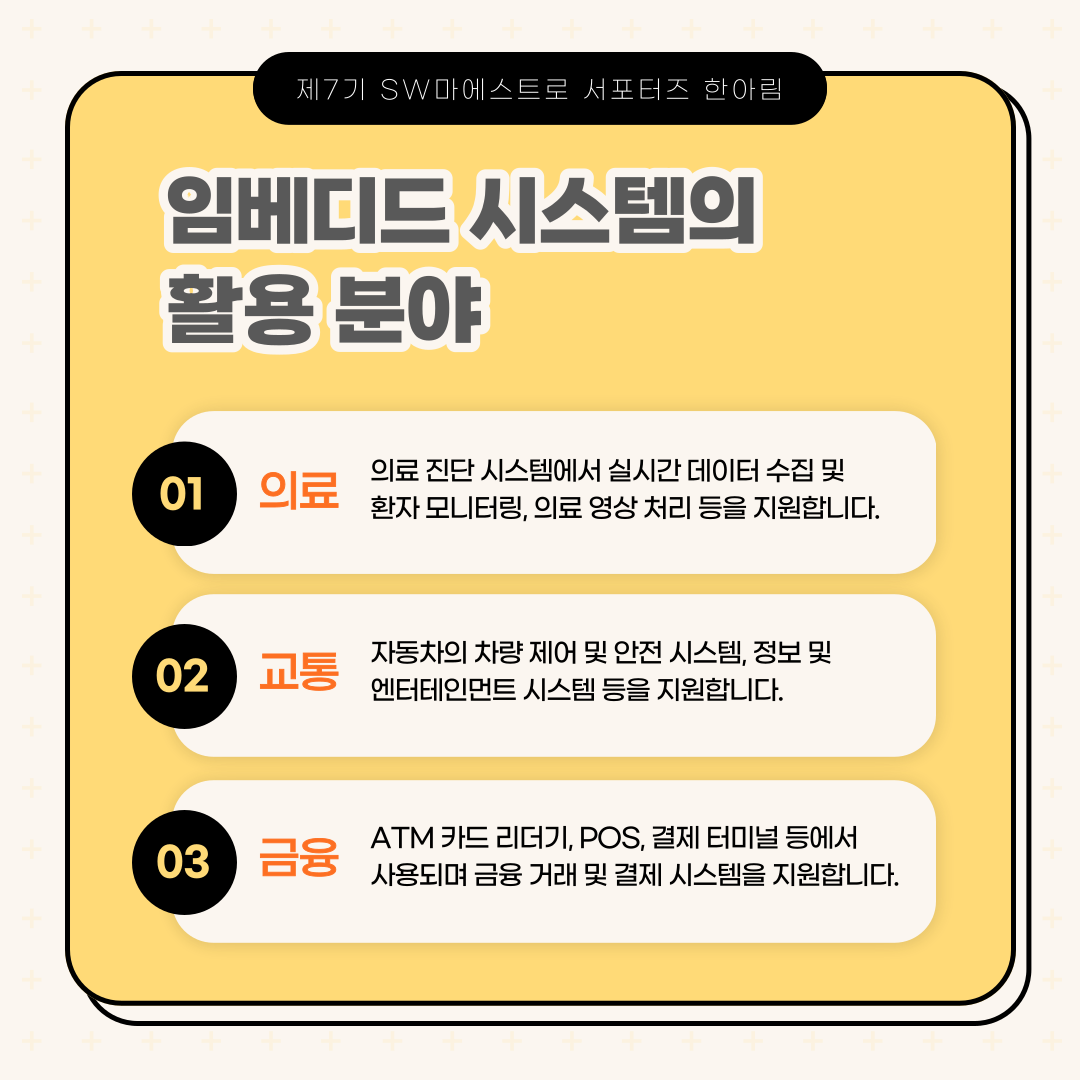 제7기 SW마에스트로 서포터즈 한아림
임베디드 시스템의
활용 분야
01
의료
의료 진단 시스템에서 실시간 데이터 수집 및
환자 모니터링, 의료 영상 처리 등을 지원합니다.
02
교통
자동차의 차량 제어 및 안전 시스템, 정보 및
엔터테인먼트 시스템 등을 지원합니다.
03
금융
ATM 카드 리더기, POS, 결제 터미널 등에서
사용되며 금융 거래 및 결제 시스템을 지원합니다.